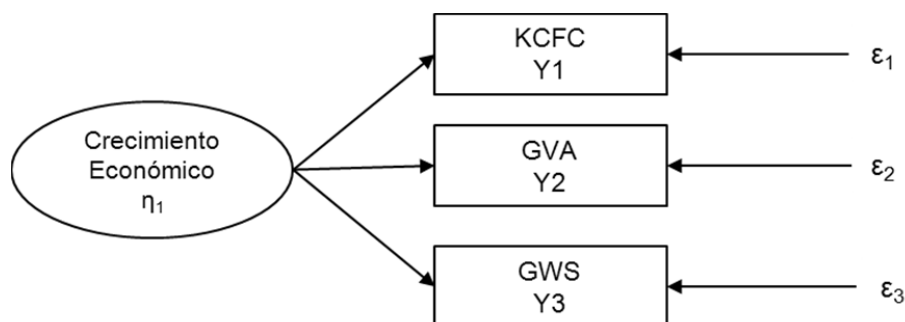 Crecimiento
Económico
η₁
KCFC
Y1
ε₁
GVA
Y2
ε₂
GWS
Y3
ε₃